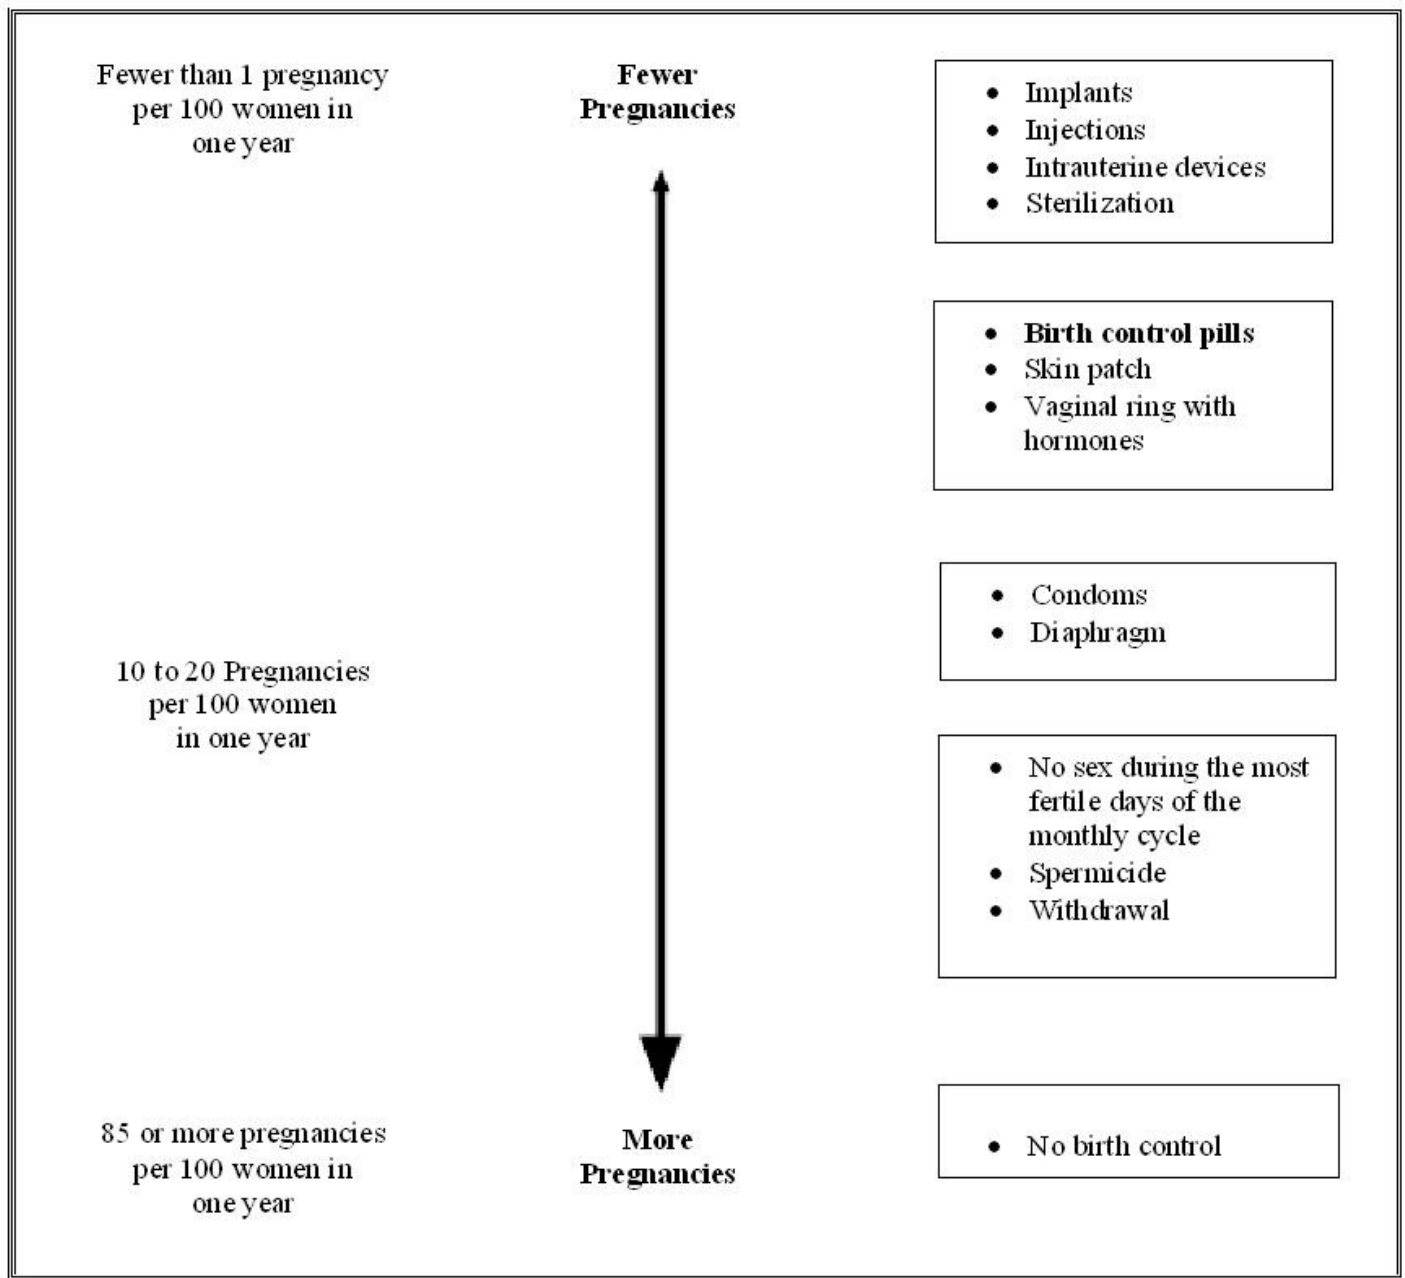 Fewer than 1 pregnancy
per 100 women in
one year
Fewer
Pregnancies
• Implants
• Injections
• Intrauterine devices
• Sterilization
• Birth control pills
• Skin patch
• Vaginal ring with
hormones
• Condoms
• Diaphragm
10 to 20 Pregnancies
per 100 women
in one year
• No sex during the most
fertile days of the
monthly cycle
• Spermicide
• Withdrawal
85 or more pregnancies
per 100 women in
one year
More
Pregnancies
• No birth control